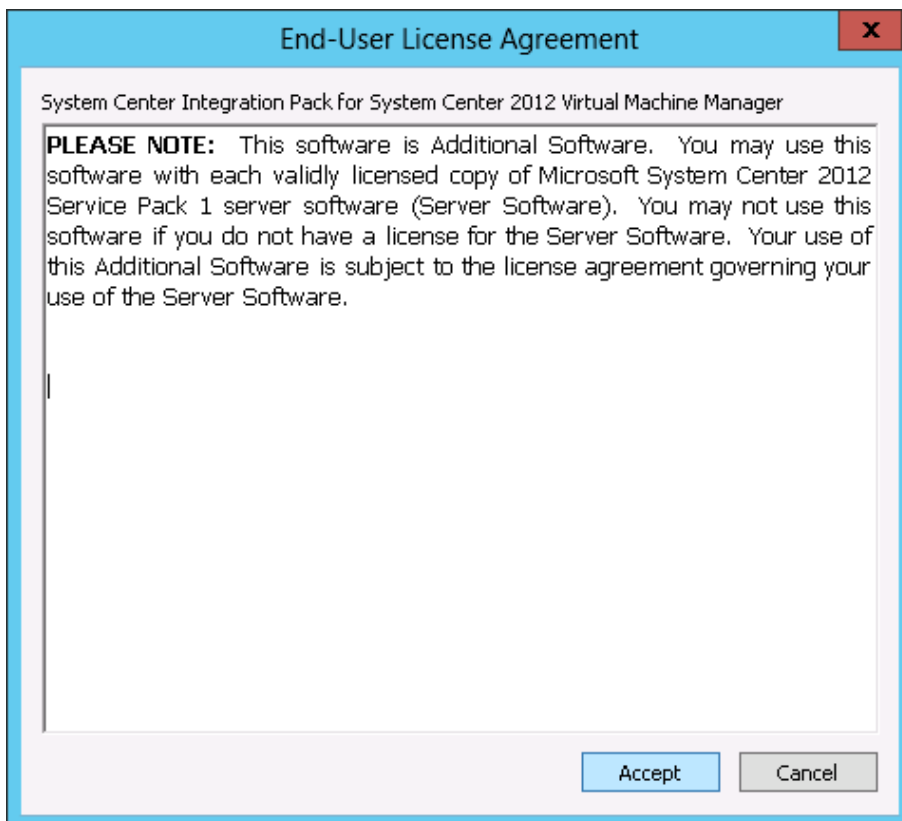 End-User License Agreement
x
System Center Integration Pack for System Center 2012 Virtual Machine Manager
PLEASE NOTE: This software is Additional Software. You may use this
software with each validly licensed copy of Microsoft System Center 2012
Service Pack 1 server software (Server Software). You may not use this
software if you do not have a license for the Server Software. Your use of
this Additional Software is subject to the license agreement governing your
use of the Server Software.
Accept
Cancel